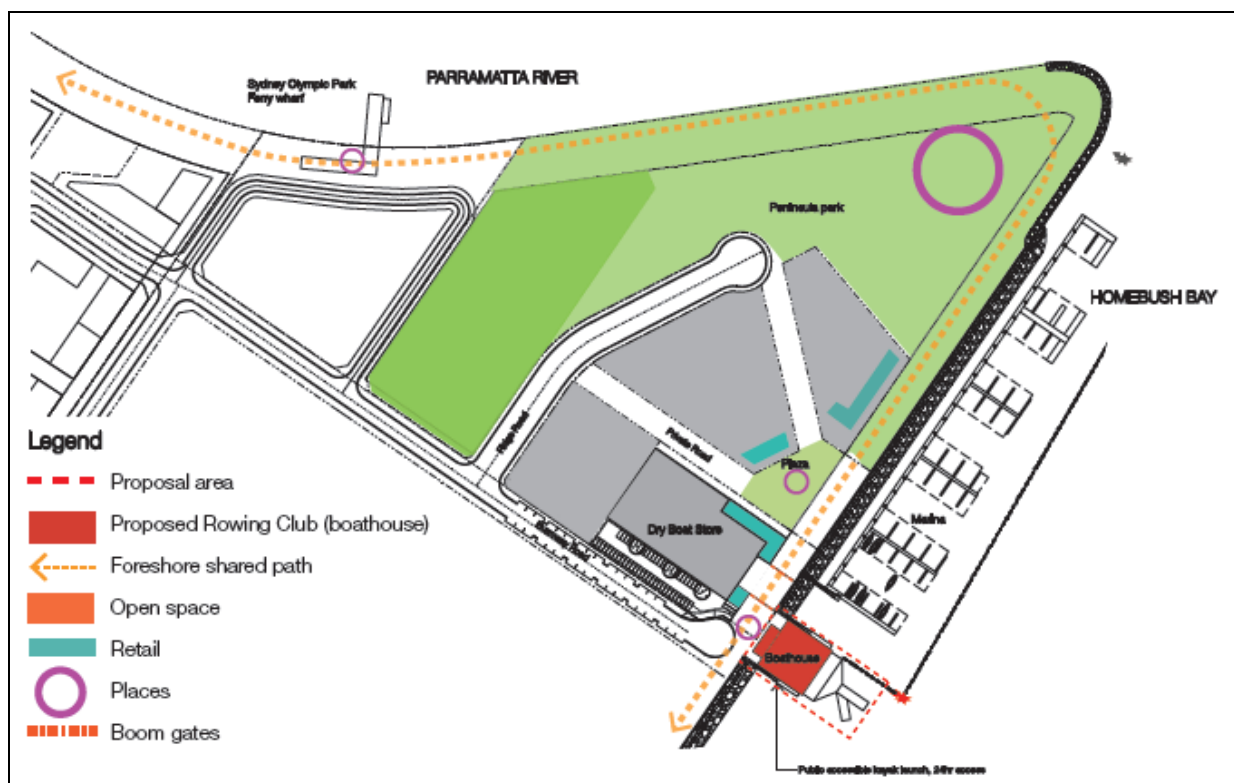 PARRAMATTA RIVER
Sydney Olympic Park
Ferry wharf
Peninsula park
HOMEBUSH BAY
Legend
Proposal area
Proposed Rowing Club (boathouse)
Foreshore shared path
Open space
Retail
Places
Boom gates
Private Road
Plaza
Dry Boat Store
Marina
Boathouse
Public accessible kayak launch, 24hr access